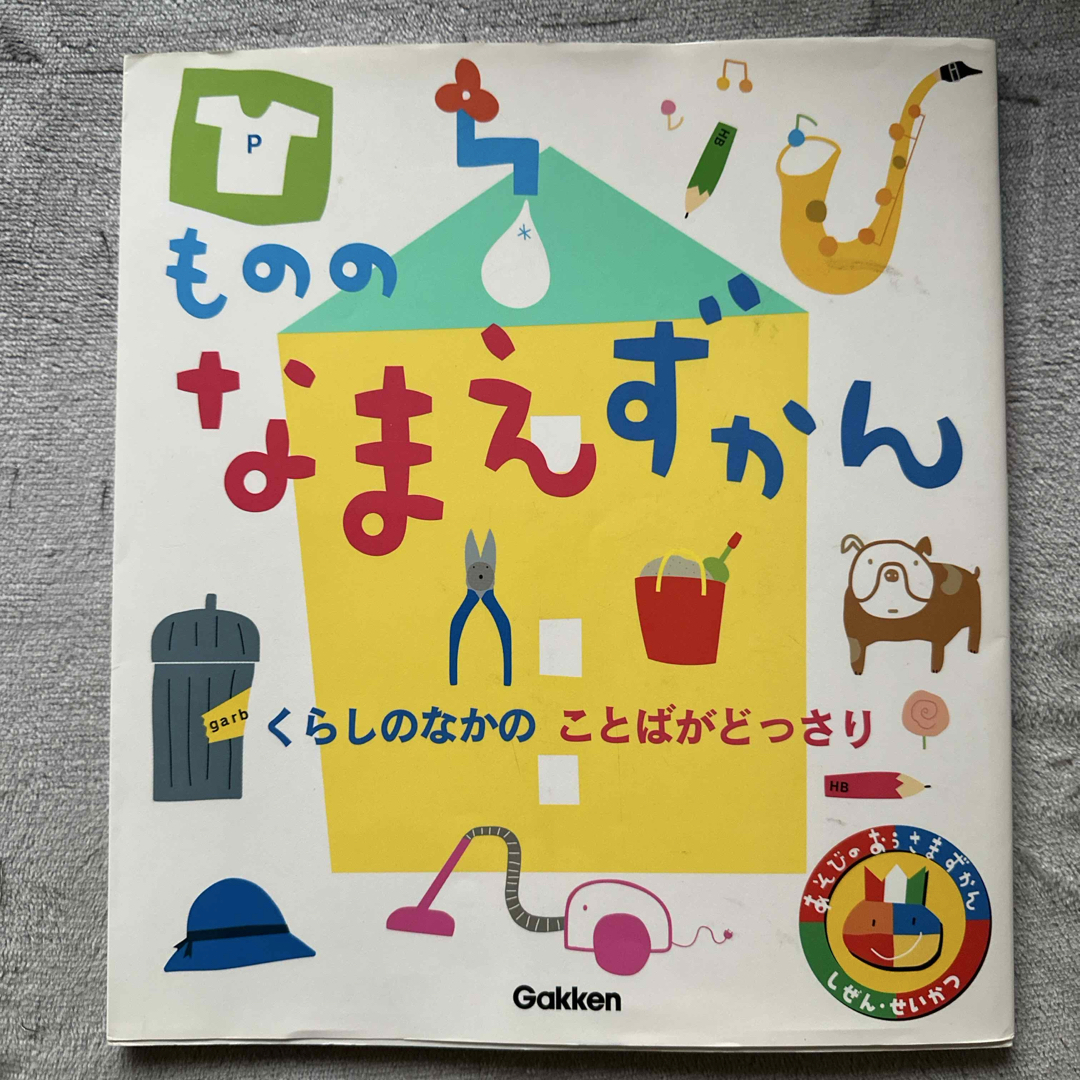 P
HB
ものの
なまえずかん
garb
くらしのなかの ことばがどっさり
HB
あそびのおうさまずかん
しぜん・せいかつ
Gakken